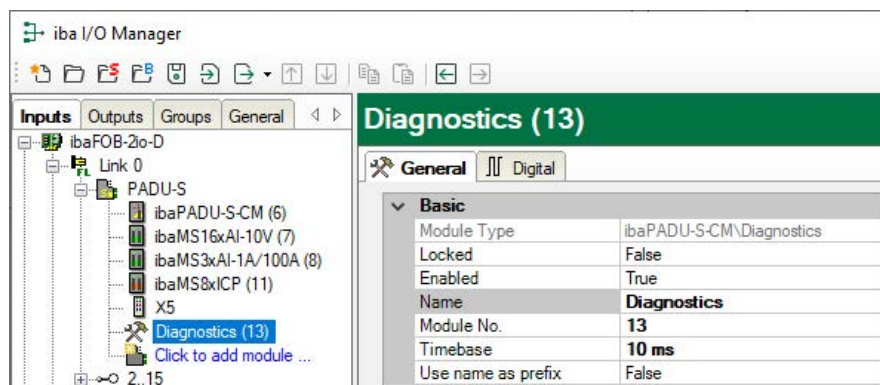 iba I/O Manager
Inputs Outputs Groups General
ibaFOB-2io-D
Link 0
PADU-S
ibaPADU-S-CM (6)
ibaMS16xAI-10V (7)
ibaMS3xAI-1A/100A (8)
ibaMS8xICP (11)
X5
Diagnostics (13)
Click to add module ...
2..15
Diagnostics (13)
General Digital
Basic
Module Type ibaPADU-S-CM\Diagnostics
Locked False
Enabled True
Name Diagnostics
Module No. 13
Timebase 10 ms
Use name as prefix False